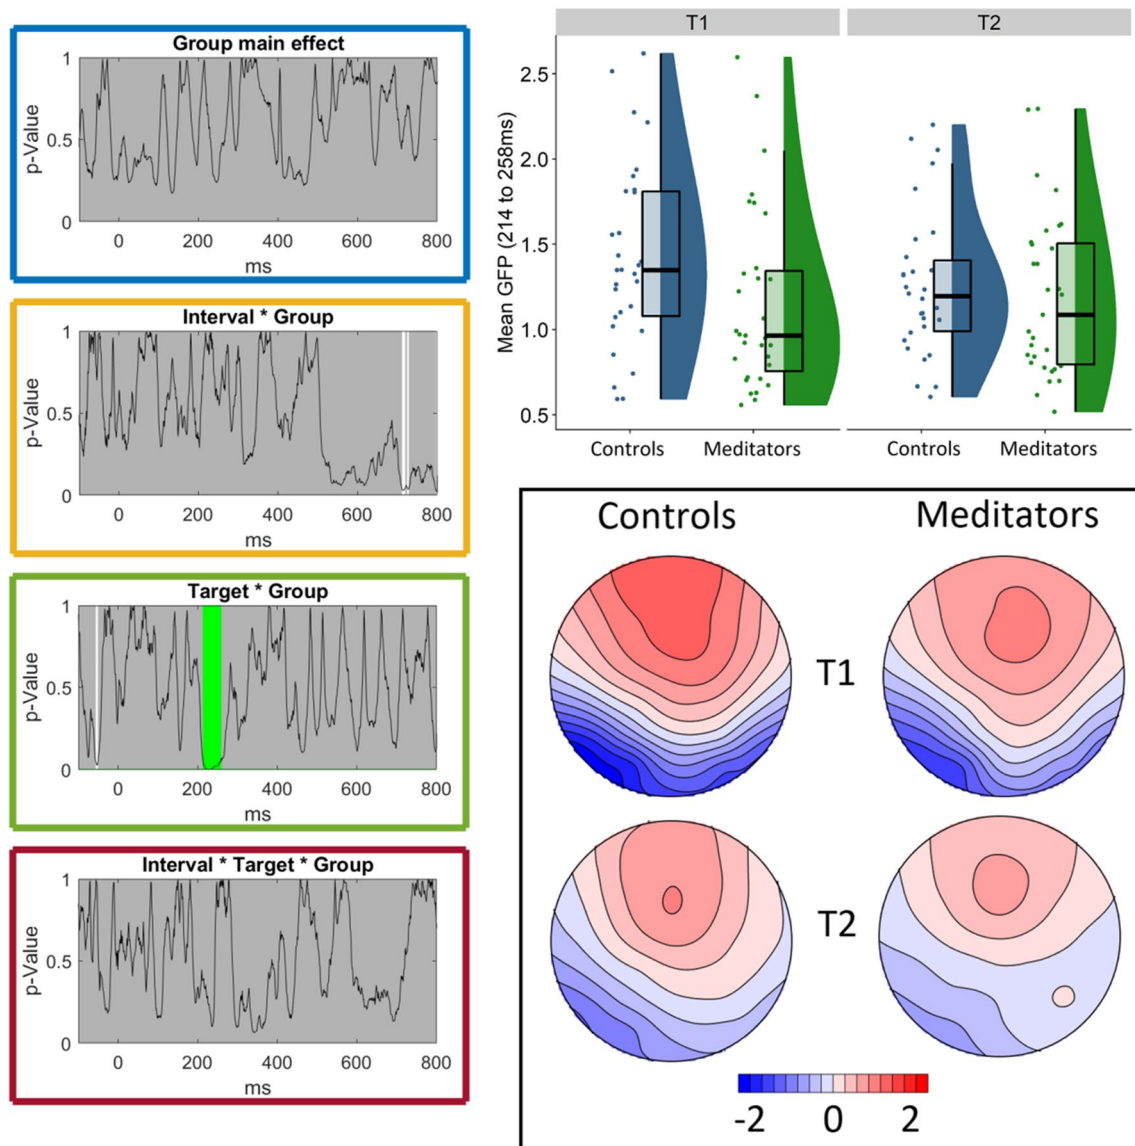 Group main effect
p-Value
1
0.5
0
0 200 400 600 800
ms
Interval * Group
p-Value
1
0.5
0
0 200 400 600 800
ms
Target * Group
p-Value
1
0.5
0
0 200 400 600 800
ms
Interval * Target * Group
p-Value
1
0.5
0
0 200 400 600 800
ms
T1 T2
Mean GFP (214 to 258ms)
2.5
2.0
1.5
1.0
0.5
Controls Meditators Controls Meditators
Controls Meditators
T1
T2
-2 0 2